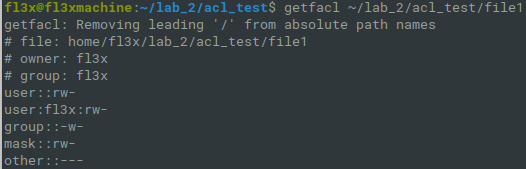 fl3x@fl3xmachine:~/lab_2/acl_test$ getfacl ~/lab_2/acl_test/file1
getfacl: Removing leading '/' from absolute path names
# file: home/fl3x/lab_2/acl_test/file1
# owner: fl3x
# group: fl3x
user::rw-
user:fl3x:rw-
group::-w-
mask::rw-
other::---